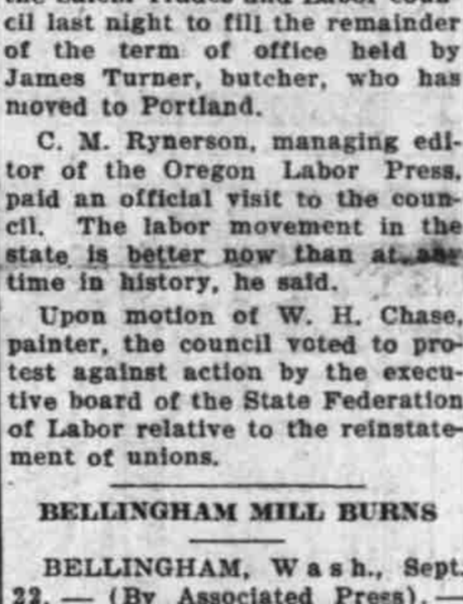 cil last night to fill the remainder
of the term of office held by
James Turner, butcher, who has
moved to Portland.
C. M. Rynerson, managing edi-
tor of the Oregon Labor Press,
paid an official visit to the coun-
cil. The labor movement in the
state is better now than at any
time in history, he said.
Upon motion of W. H. Chase,
painter, the council voted to pro-
test against action by the execu-
tive board of the State Federation
of Labor relative to the reinstate-
ment of unions.
BELLINGHAM MILL BURNS
BELLINGHAM, Wash., Sept.
22. — (By Associated Press). —